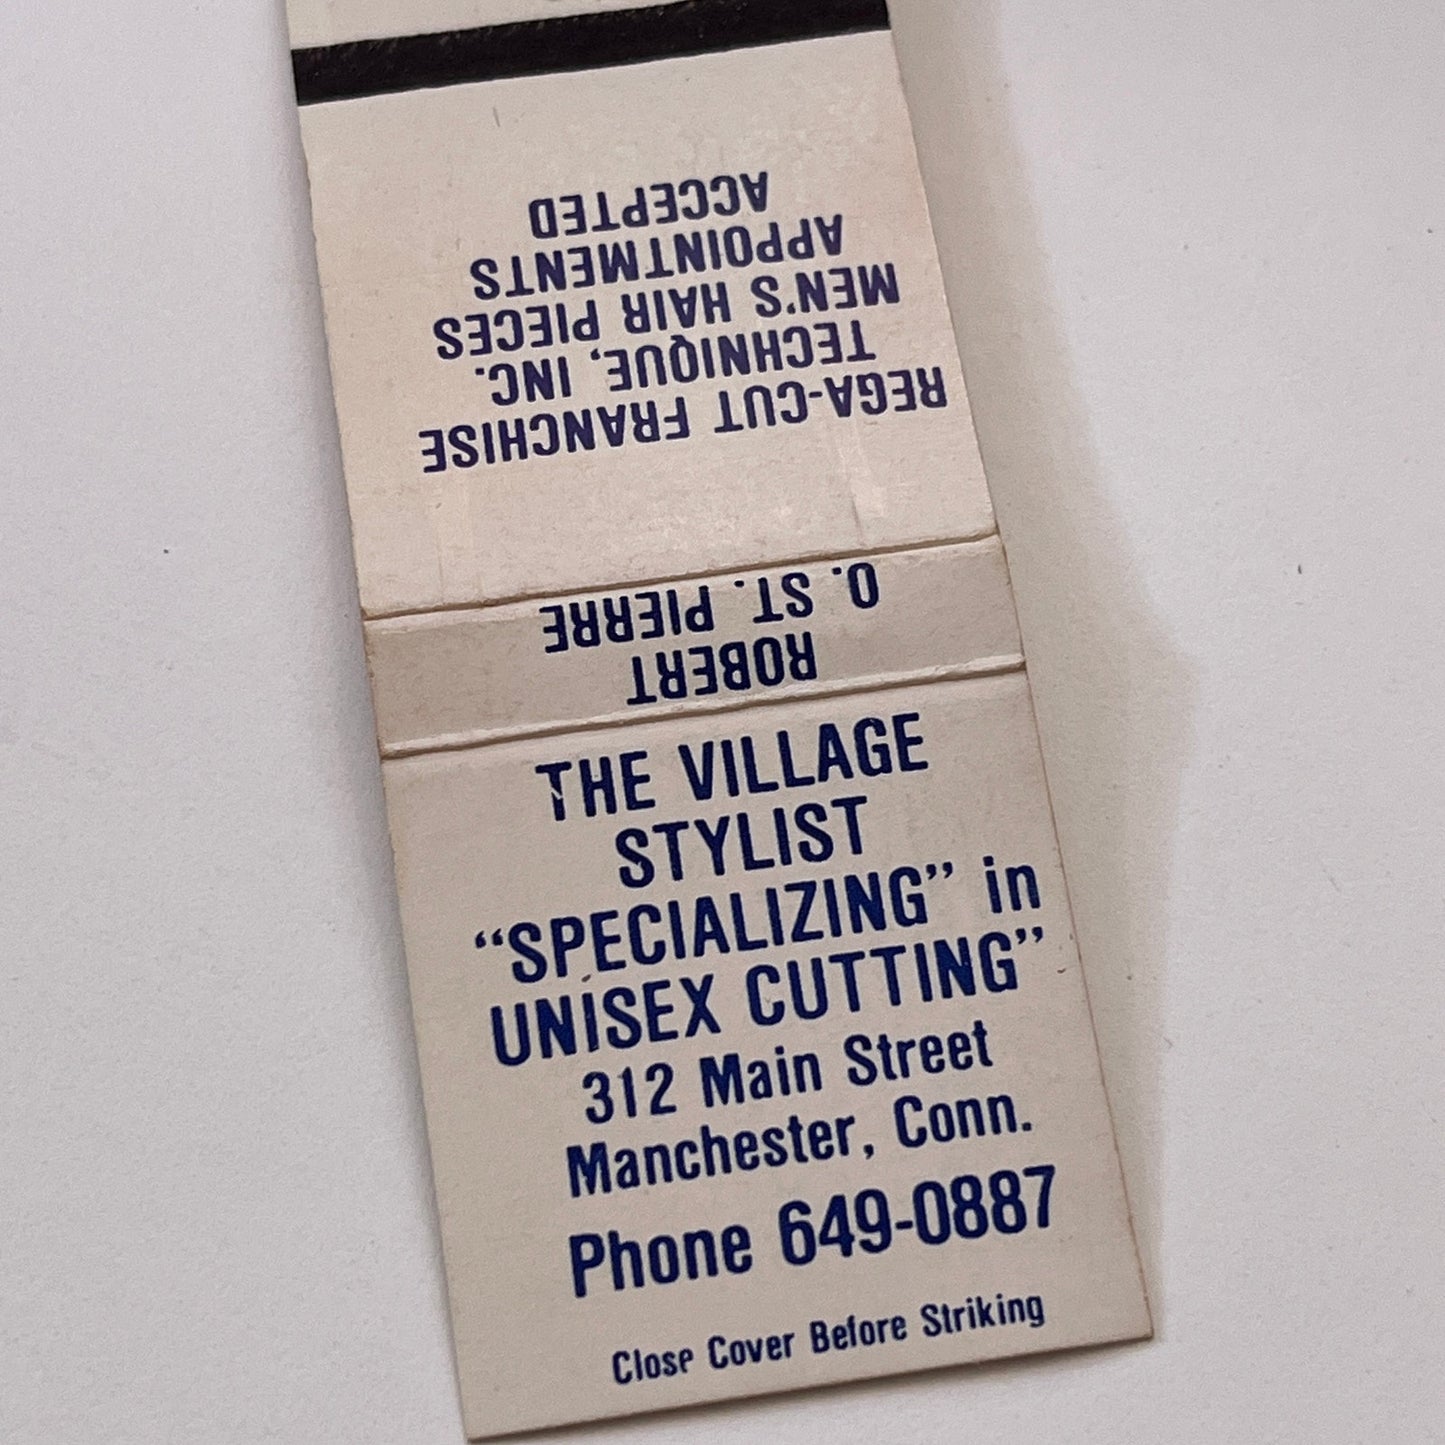 THE VILLAGE
STYLIST
“SPECIALIZING” in
UNISEX CUTTING”
312 Main Street
Manchester, Conn.
Phone 649-0887
Close Cover Before Striking
ROBERT
O. ST. PIERRE
REGA-CUT FRANCHISE
TECHNIQUE, INC.
MEN'S HAIR PIECES
APPOINTMENTS
ACCEPTED